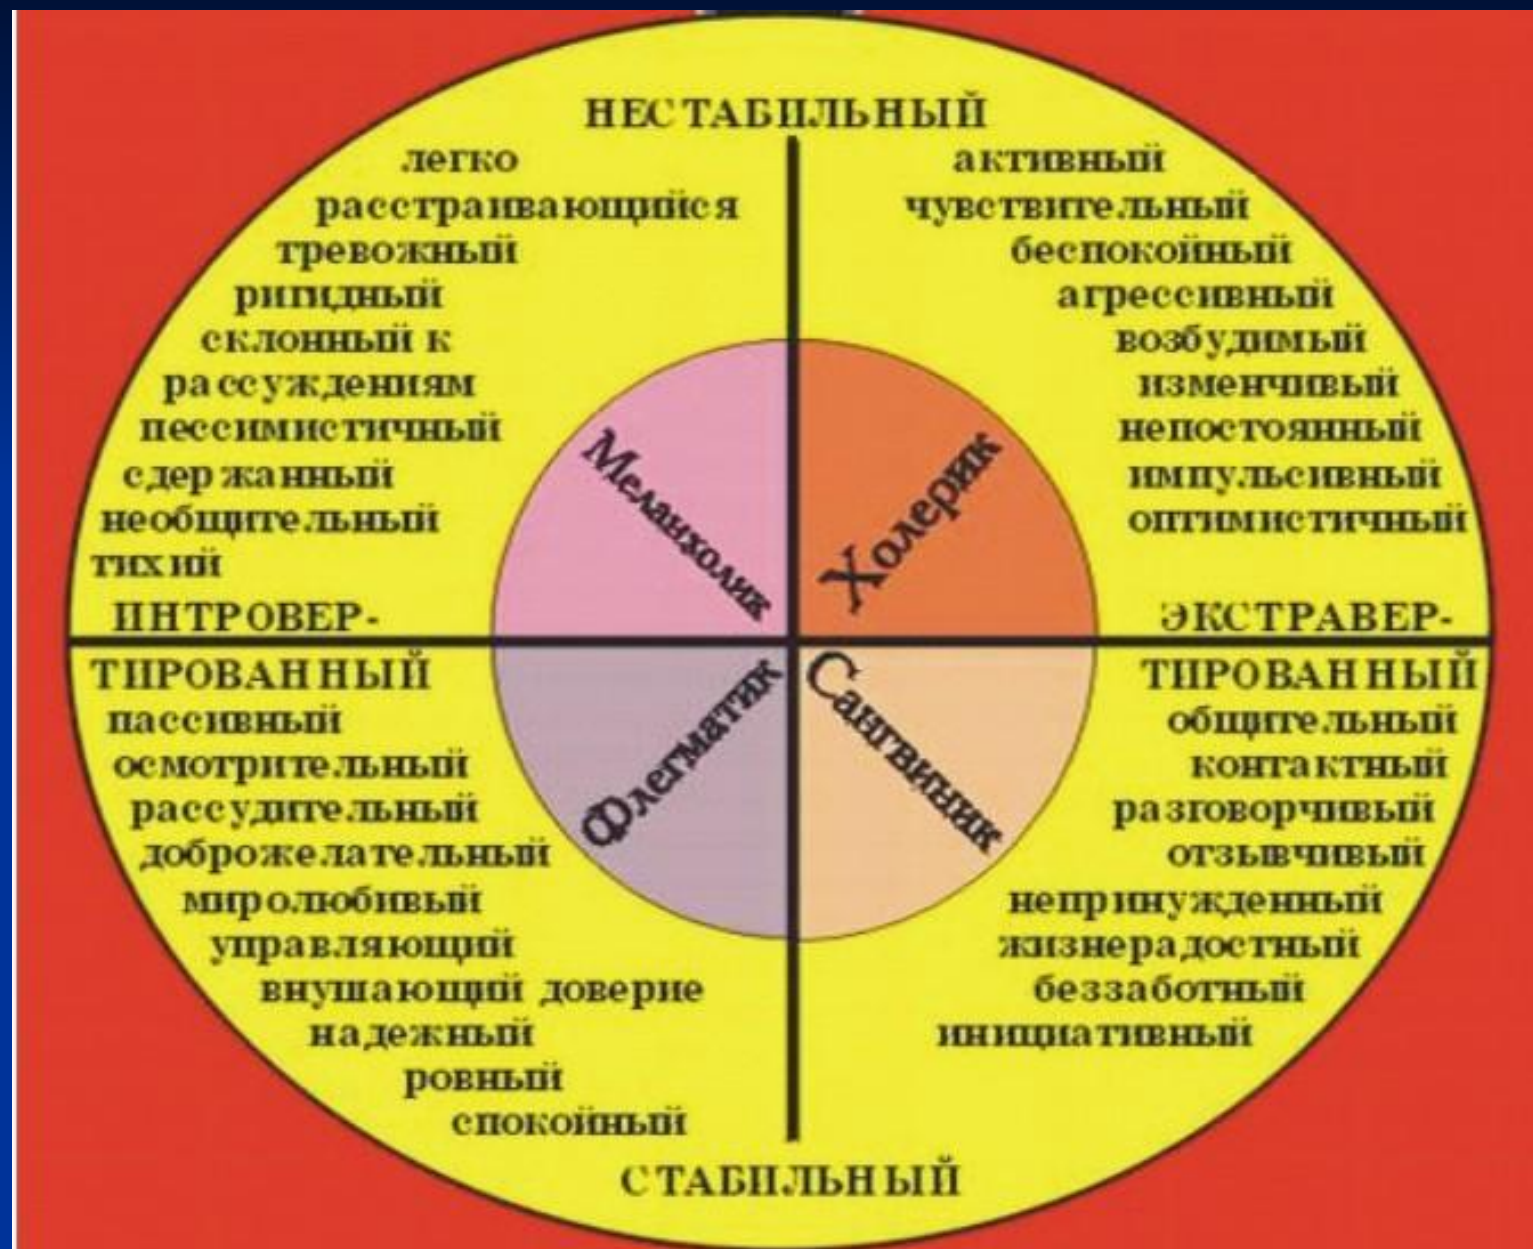 НЕСТАБИЛЬНЫЙ
легко
расстраивающийся
тревожный
ригидный
склонный к
рассуждениям
пессимистичный
сдержанный
необщительный
тихий
активный
чувствительный
беспокойный
агрессивный
возбудимый
изменчивый
непостоянный
импульсивный
оптимистичный
Меланхолик
Холерик
ИНТРОВЕР-
ТИРОВАННЫЙ
ЭКСТРАВЕР-
ТИРОВАННЫЙ
Флегматик
Сангвиник
пассивный
осмотрительный
рассудительный
доброжелательный
миролюбивый
управляющий
внушающий доверие
надежный
ровный
спокойный
общительный
контактный
разговорчивый
отзывчивый
непринужденный
жизнерадостный
беззаботный
инициативный
СТАБИЛЬНЫЙ